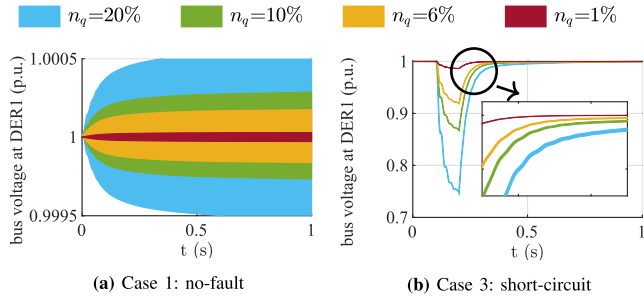 n_q=20% n_q=10% n_q=6% n_q=1%
bus voltage at DER1 (p.u.)
1.0005
1
0.9995
0 0.5 1
t (s)
(a) Case 1: no-fault
bus voltage at DER1 (p.u.)
1
0.9
0.8
0.7
0 0.5 1
t (s)
(b) Case 3: short-circuit